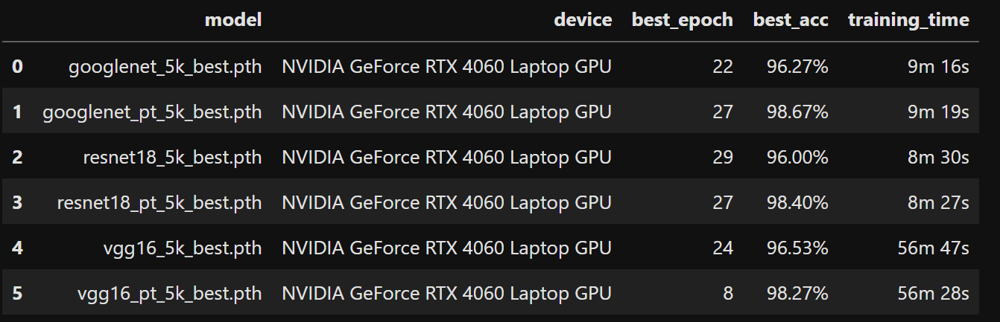 model device best_epoch best_acc training_time
0 googlenet_5k_best.pth NVIDIA GeForce RTX 4060 Laptop GPU 22 96.27% 9m 16s
1 googlenet_pt_5k_best.pth NVIDIA GeForce RTX 4060 Laptop GPU 27 98.67% 9m 19s
2 resnet18_5k_best.pth NVIDIA GeForce RTX 4060 Laptop GPU 29 96.00% 8m 30s
3 resnet18_pt_5k_best.pth NVIDIA GeForce RTX 4060 Laptop GPU 27 98.40% 8m 27s
4 vgg16_5k_best.pth NVIDIA GeForce RTX 4060 Laptop GPU 24 96.53% 56m 47s
5 vgg16_pt_5k_best.pth NVIDIA GeForce RTX 4060 Laptop GPU 8 98.27% 56m 28s